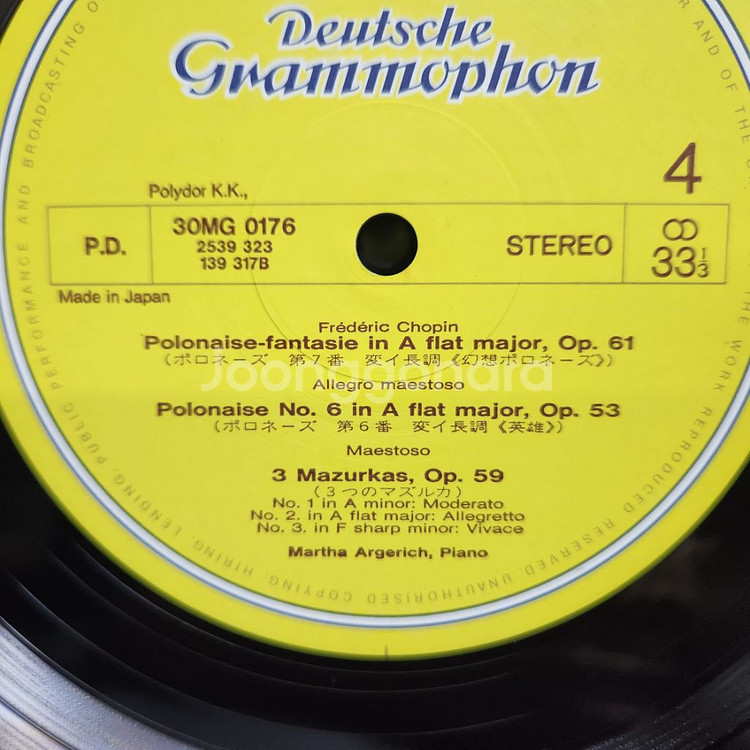 Deutsche
Grammophon
4
Polydor K.K.,
P.D.
30MG 0176
2539 323
139 317B
STEREO
33 1/3
Made in Japan
Frédéric Chopin
Polonaise-fantasie in A flat major, Op. 61
(ポロネーズ 第7番 変イ長調《幻想ポロネーズ》)
Joonggonara
Allegro maestoso
Polonaise No. 6 in A flat major, Op. 53
(ポロネーズ 第6番 変イ長調《英雄》)
Maestoso
3 Mazurkas, Op. 59
(3つのマズルカ)
No. 1 in A minor: Moderato
No. 2. in A flat major: Allegretto
No. 3. in F sharp minor: Vivace
Martha Argerich, Piano
R AND OF THE
THE WORK REPRODUCED RESERVED. UNAUTHORISED COPYING, HIRING, LENDING, PUBLIC PERFORMANCE AND BROADCASTING O